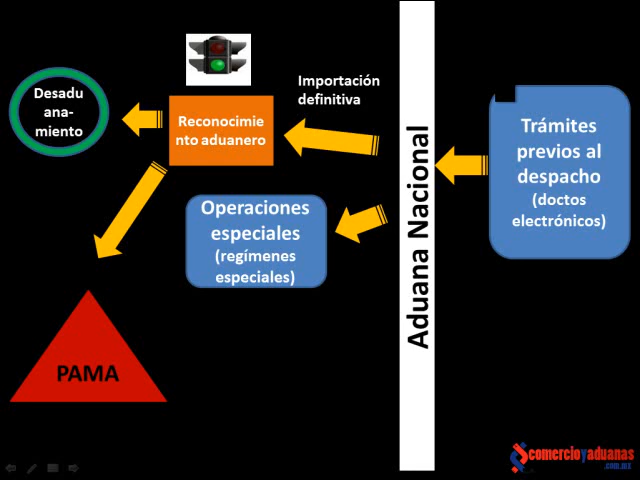 Desadu
ana-
miento
Reconocimie
nto aduanero
Importación
definitiva
Operaciones
especiales
(regímenes
especiales)
Aduana Nacional
Trámites
previos al
despacho
(doctos
electrónicos)
PAMA
comercioyaduanas
.com.mx